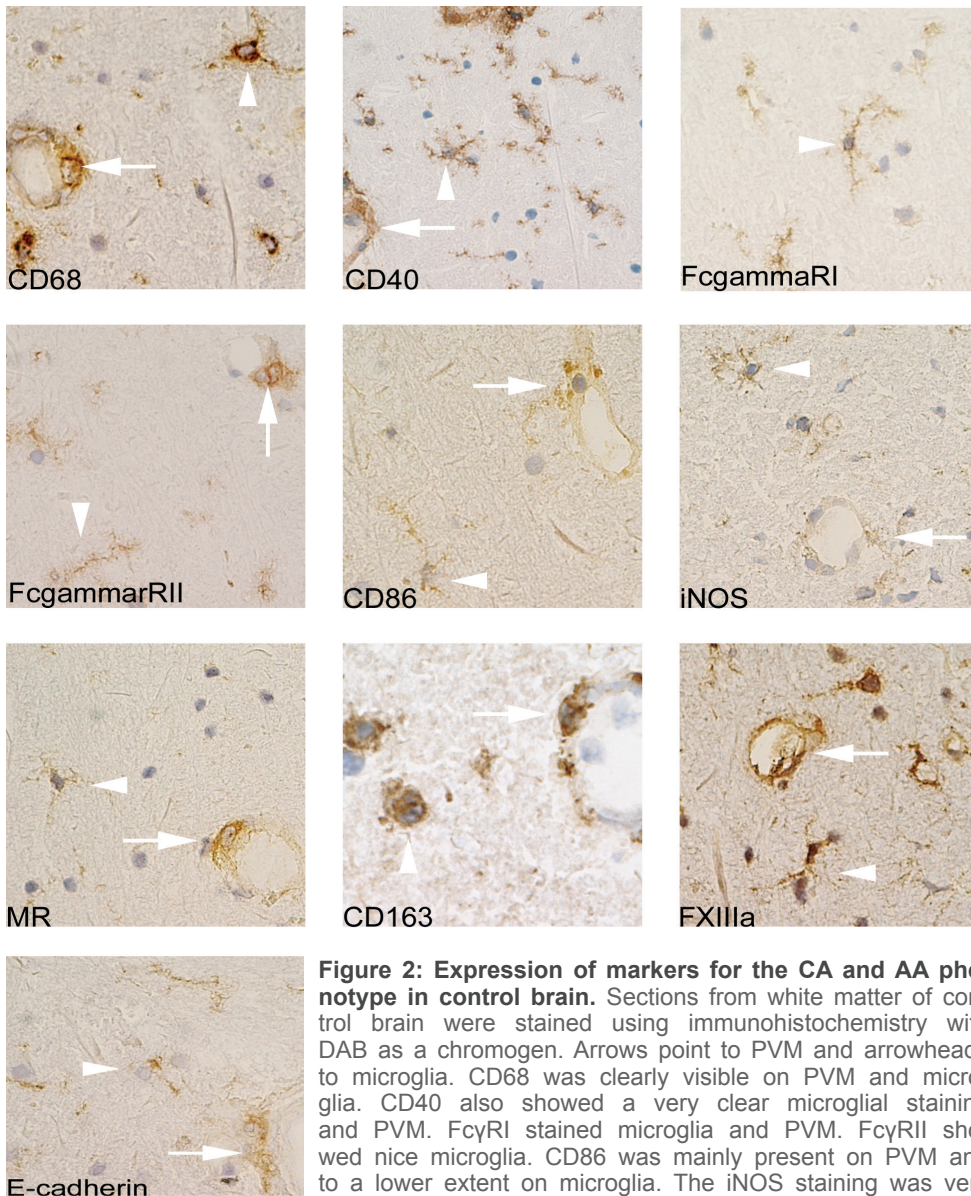 CD68
CD40
FcgammaRI
FcgammarRII
CD86
iNOS
MR
CD163
FXIIIa
E-cadherin
Figure 2: Expression of markers for the CA and AA phe
notype in control brain. Sections from white matter of con
trol brain were stained using immunohistochemistry wit
DAB as a chromogen. Arrows point to PVM and arrowhead
to microglia. CD68 was clearly visible on PVM and micro
glia. CD40 also showed a very clear microglial stainin
and PVM. FcγRI stained microglia and PVM. FcγRII sho
wed nice microglia. CD86 was mainly present on PVM an
to a lower extent on microglia. The iNOS staining was ve